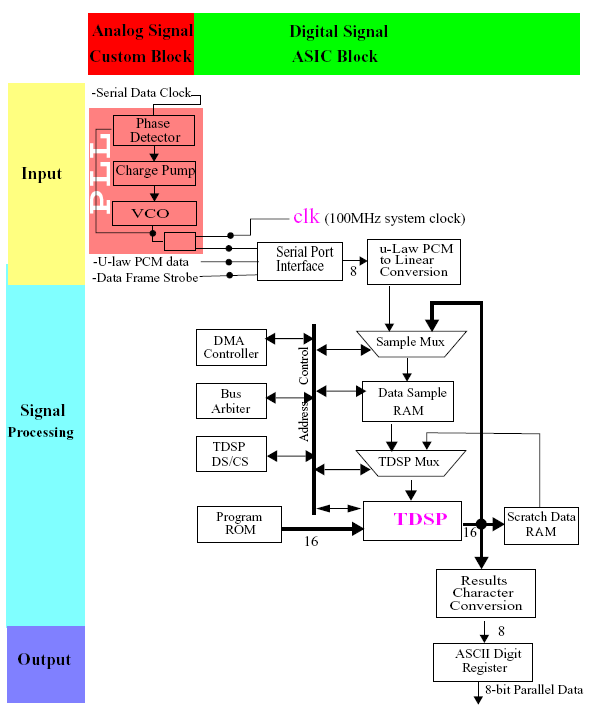 Analog Signal
Custom Block
Digital Signal
ASIC Block
Input
-Serial Data Clock
PLL
Phase
Detector
Charge Pump
VCO
clk (100MHz system clock)
-U-law PCM data
-Data Frame Strobe
Serial Port
Interface
8
u-Law PCM
to Linear
Conversion
Signal
Processing
DMA
Controller
Bus
Arbiter
TDSP
DS/CS
Address
Control
Sample Mux
Data Sample
RAM
TDSP Mux
Program
ROM
16
TDSP
16
Scratch Data
RAM
Results
Character
Conversion
8
Output
ASCII Digit
Register
8-bit Parallel Data